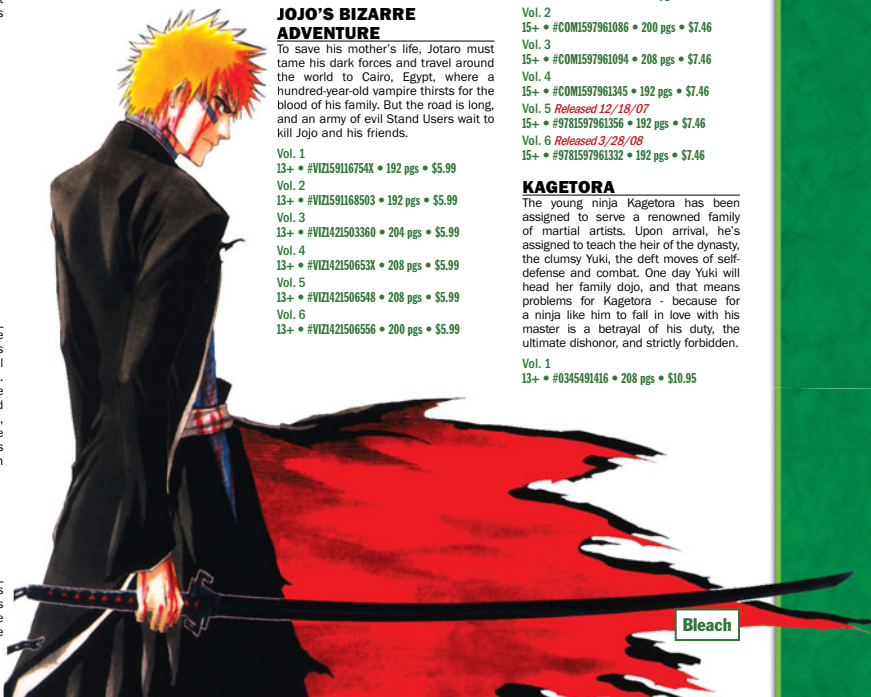 JOJO'S BIZARRE
ADVENTURE
To save his mother's life, Jotaro must
tame his dark forces and travel around
the world to Cairo, Egypt, where a
hundred-year-old vampire thirsts for the
blood of his family. But the road is long,
and an army of evil Stand Users wait to
kill Jojo and his friends.
Vol. 1
13+ • #VIZ159116754X • 192 pgs • $5.99
Vol. 2
13+ • #VIZ1591168503 • 192 pgs • $5.99
Vol. 3
13+ • #VIZ1421503360 • 204 pgs • $5.99
Vol. 4
13+ • #VIZ142150653X • 208 pgs • $5.99
Vol. 5
13+ • #VIZ1421506548 • 208 pgs • $5.99
Vol. 6
13+ • #VIZ1421506556 • 200 pgs • $5.99
Vol. 2
15+ • #COM1597961086 • 200 pgs • $7.46
Vol. 3
15+ • #COM1597961094 • 208 pgs • $7.46
Vol. 4
15+ • #COM1597961345 • 192 pgs • $7.46
Vol. 5 Released 12/18/07
15+ • #9781597961356 • 192 pgs • $7.46
Vol. 6 Released 3/28/08
15+ • #9781597961332 • 192 pgs • $7.46
KAGETORA
The young ninja Kagetora has been
assigned to serve a renowned family
of martial artists. Upon arrival, he's
assigned to teach the heir of the dynasty,
the clumsy Yuki, the deft moves of self-
defense and combat. One day Yuki will
head her family dojo, and that means
problems for Kagetora - because for
a ninja like him to fall in love with his
master is a betrayal of his duty, the
ultimate dishonor, and strictly forbidden.
Vol. 1
13+ • #0345491416 • 208 pgs • $10.95
Bleach